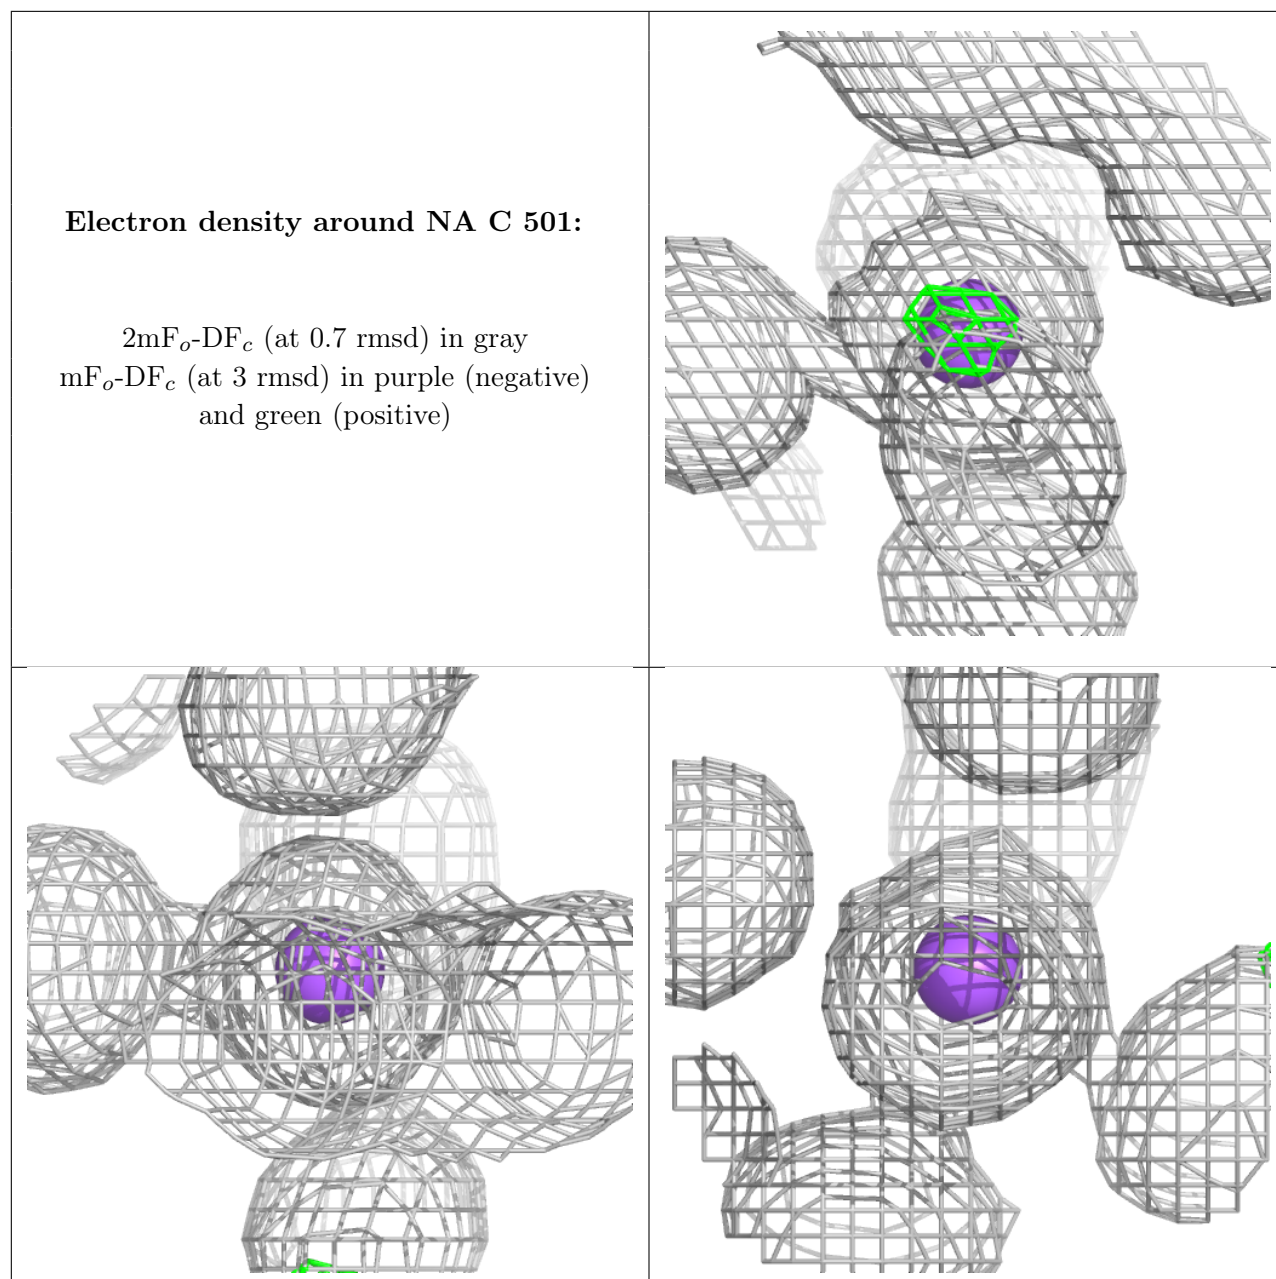 Electron density around NA C 501:
2mFₒ-DF𝒸 (at 0.7 rmsd) in gray
mFₒ-DF𝒸 (at 3 rmsd) in purple (negative)
and green (positive)